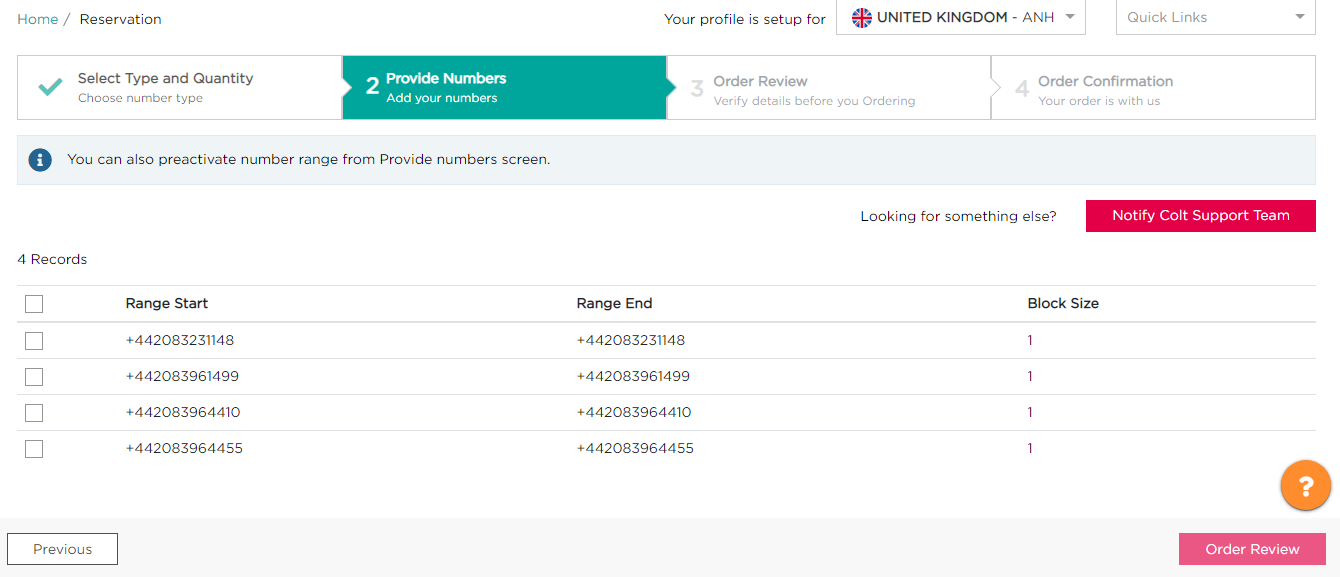 Home / Reservation
Your profile is setup for
UNITED KINGDOM - ANH
Quick Links
Select Type and Quantity
Choose number type
2 Provide Numbers
Add your numbers
3 Order Review
Verify details before you Ordering
4 Order Confirmation
Your order is with us
You can also preactivate number range from Provide numbers screen.
Looking for something else?
Notify Colt Support Team
4 Records
Range Start Range End Block Size
+442083231148 +442083231148 1
+442083961499 +442083961499 1
+442083964410 +442083964410 1
+442083964455 +442083964455 1
?
Previous
Order Review